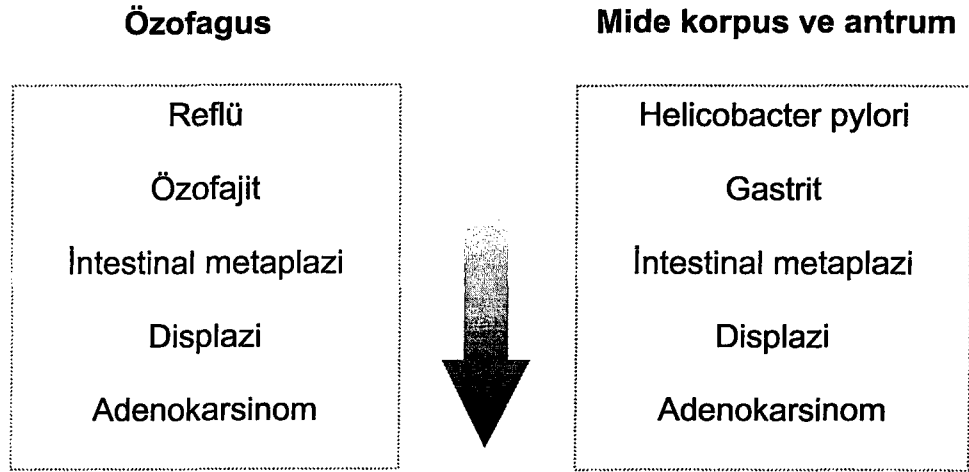 Özofagus
Reflü
Özofajit
İntestinal metaplazi
Displazi
Adenokarsinom
Mide korpus ve antrum
Helicobacter pylori
Gastrit
İntestinal metaplazi
Displazi
Adenokarsinom